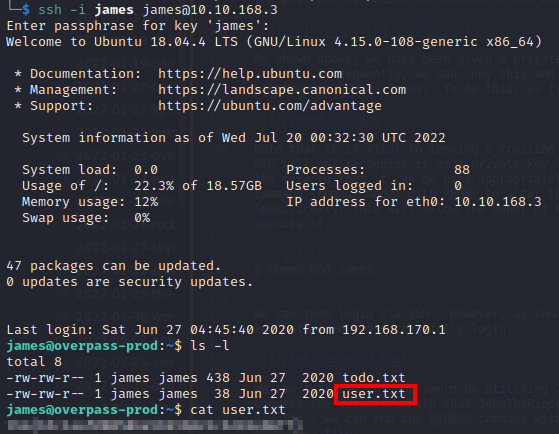 └─$ ssh -i james james@10.10.168.3
Enter passphrase for key 'james':
Welcome to Ubuntu 18.04.4 LTS (GNU/Linux 4.15.0-108-generic x86_64)
* Documentation:  https://help.ubuntu.com
* Management:     https://landscape.canonical.com
* Support:        https://ubuntu.com/advantage
System information as of Wed Jul 20 00:32:30 UTC 2022
System load:  0.0                Processes:           88
Usage of /:   22.3% of 18.57GB   Users logged in:     0
Memory usage: 12%                IP address for eth0: 10.10.168.3
Swap usage:   0%
47 packages can be updated.
0 updates are security updates.
Last login: Sat Jun 27 04:45:40 2020 from 192.168.170.1
james@overpass-prod:~$ ls -l
total 8
-rw-rw-r-- 1 james james 438 Jun 27  2020 todo.txt
-rw-rw-r-- 1 james james  38 Jun 27  2020 user.txt
james@overpass-prod:~$ cat user.txt